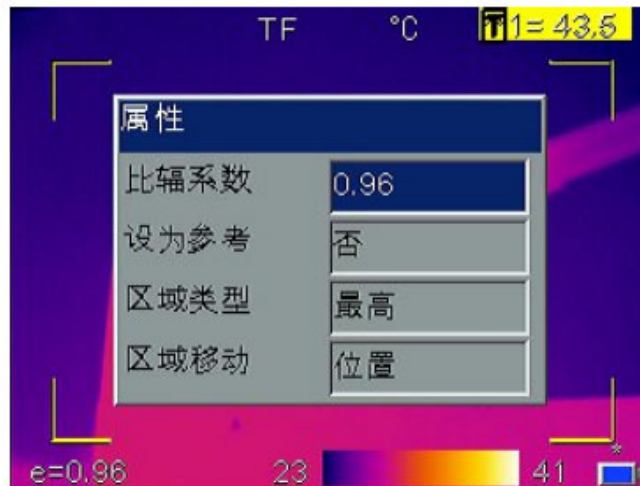 TF °C T1= 43.5
属性
比辐系数 0.96
设为参考 否
区域类型 最高
区域移动 位置
e=0.96 23 41 *